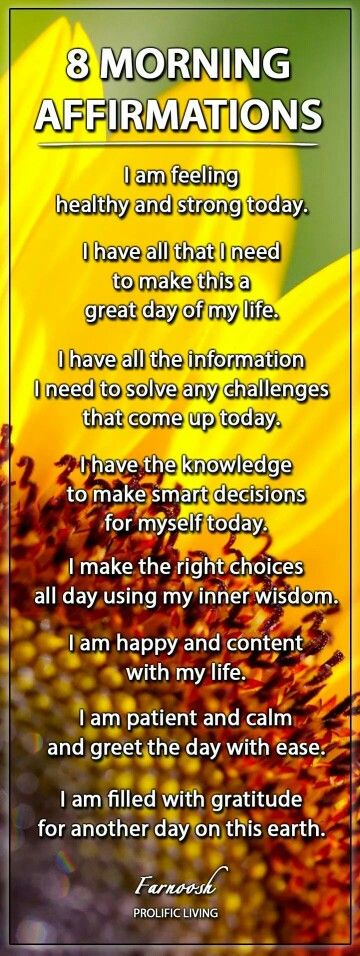 8 MORNING
AFFIRMATIONS
I am feeling
healthy and strong today.
I have all that I need
to make this a
great day of my life.
I have all the information
I need to solve any challenges
that come up today.
I have the knowledge
to make smart decisions
for myself today.
I make the right choices
all day using my inner wisdom.
I am happy and content
with my life.
I am patient and calm
and greet the day with ease.
I am filled with gratitude
for another day on this earth.
Farnoosh
PROLIFIC LIVING